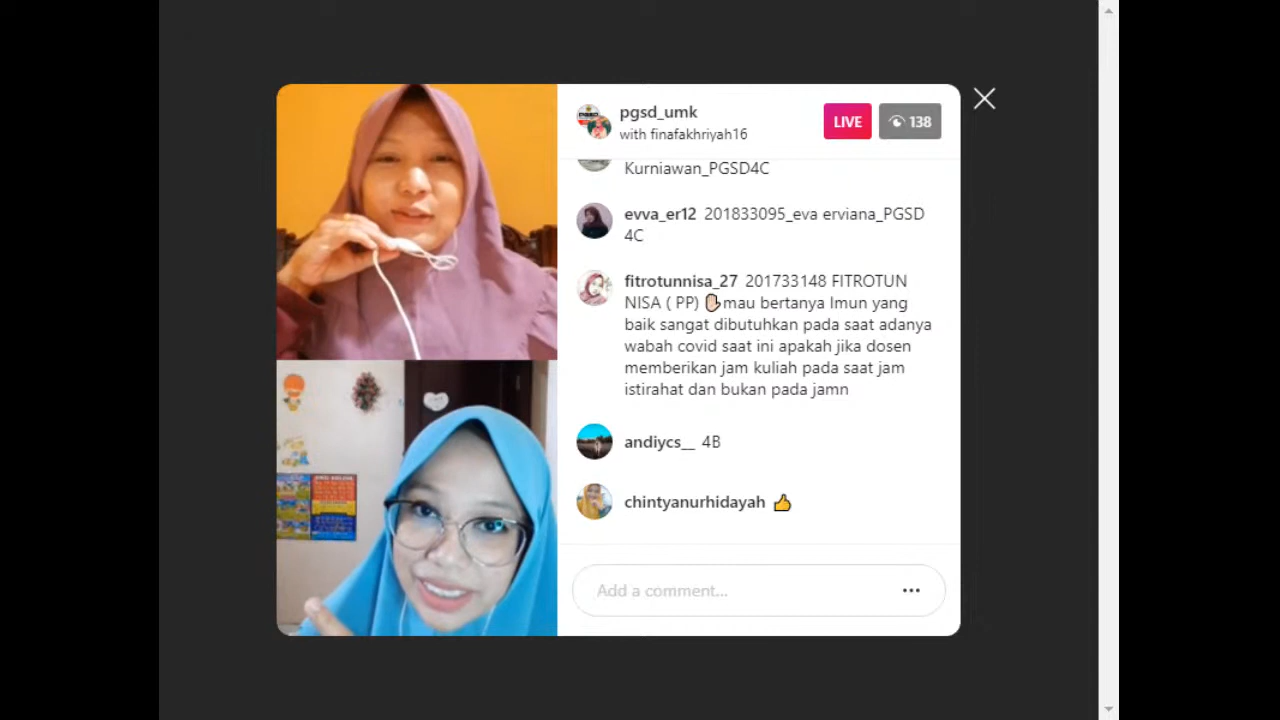 pgsd_umk
with finafakhriyah16
LIVE
138
Kurniawan_PGSD4C
evva_er12 201833095_eva erviana_PGSD
4C
fitrotunnisa_27 201733148 FITROTUN
NISA ( PP) ✋mau bertanya Imun yang
baik sangat dibutuhkan pada saat adanya
wabah covid saat ini apakah jika dosen
memberikan jam kuliah pada saat jam
istirahat dan bukan pada jamn
andiycs__ 4B
chintyanurhidayah 👍
Add a comment...